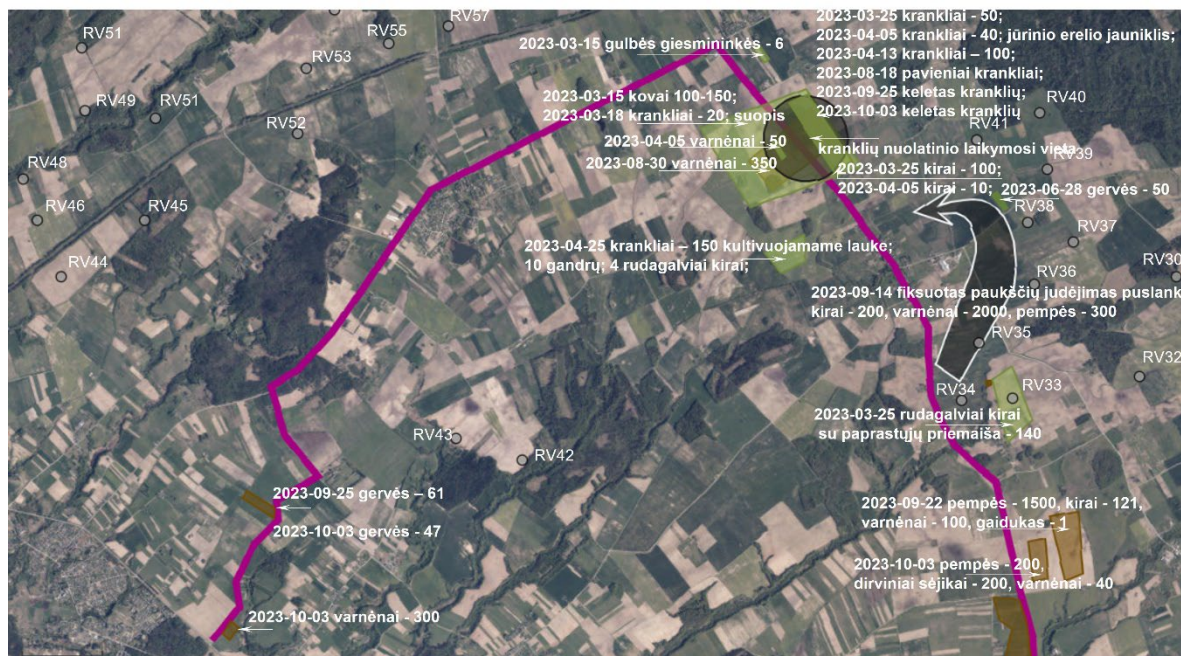 RV51
RV55
RV57
RV53
RV49
RV51
RV52
RV48
RV46
RV45
RV44
2023-03-15 gulbės giesmininkės - 6
2023-03-25 krankliai - 50;
2023-04-05 krankliai - 40; jūrinio erelio jauniklis;
2023-04-13 krankliai – 100;
2023-08-18 pavieniai krankliai;
2023-09-25 keletas kranklių;
2023-10-03 keletas kranklių
RV40
RV41
2023-03-15 kovai 100-150;
2023-03-18 krankliai - 20; suopis
2023-04-05 varnėnai - 50
2023-08-30 varnėnai - 350
kranklių nuolatinio laikymosi vieta
RV39
2023-03-25 kirai - 100;
2023-04-05 kirai - 10;
2023-06-28 gervės - 50
RV38
RV37
RV30
RV36
2023-04-25 krankliai – 150 kultivuojamame lauke;
10 gandrų; 4 rudagalviai kirai;
2023-09-14 fiksuotas paukščių judėjimas puslank
kirai - 200, varnėnai - 2000, pempės - 300
RV35
RV32
RV34
RV33
2023-03-25 rudagalviai kirai
su paprastųjų priemaiša - 140
RV43
RV42
2023-09-25 gervės – 61
2023-10-03 gervės - 47
2023-10-03 varnėnai - 300
2023-09-22 pempės - 1500, kirai - 121,
varnėnai - 100, gaidukas - 1
2023-10-03 pempės - 200,
dirviniai sėjikai - 200, varnėnai - 40